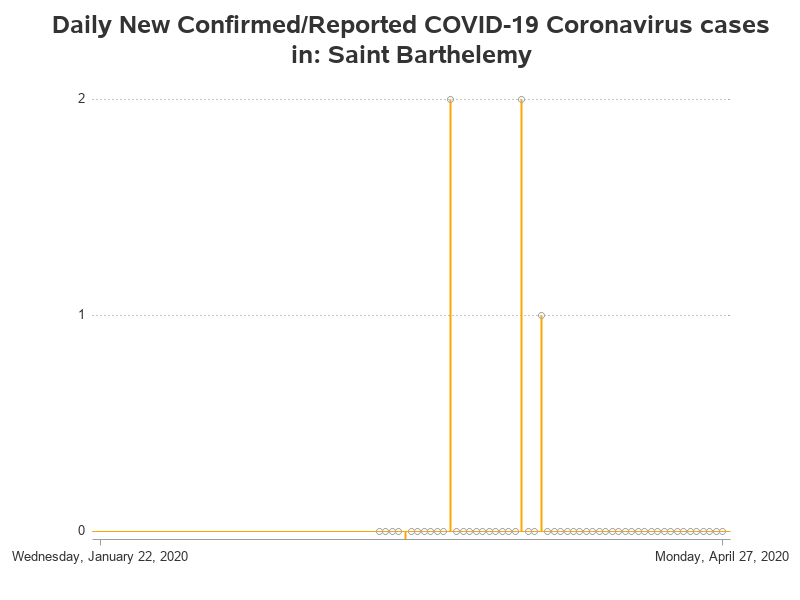 Daily New Confirmed/Reported COVID-19 Coronavirus cases
in: Saint Barthelemy
2
1
0
Wednesday, January 22, 2020
Monday, April 27, 2020